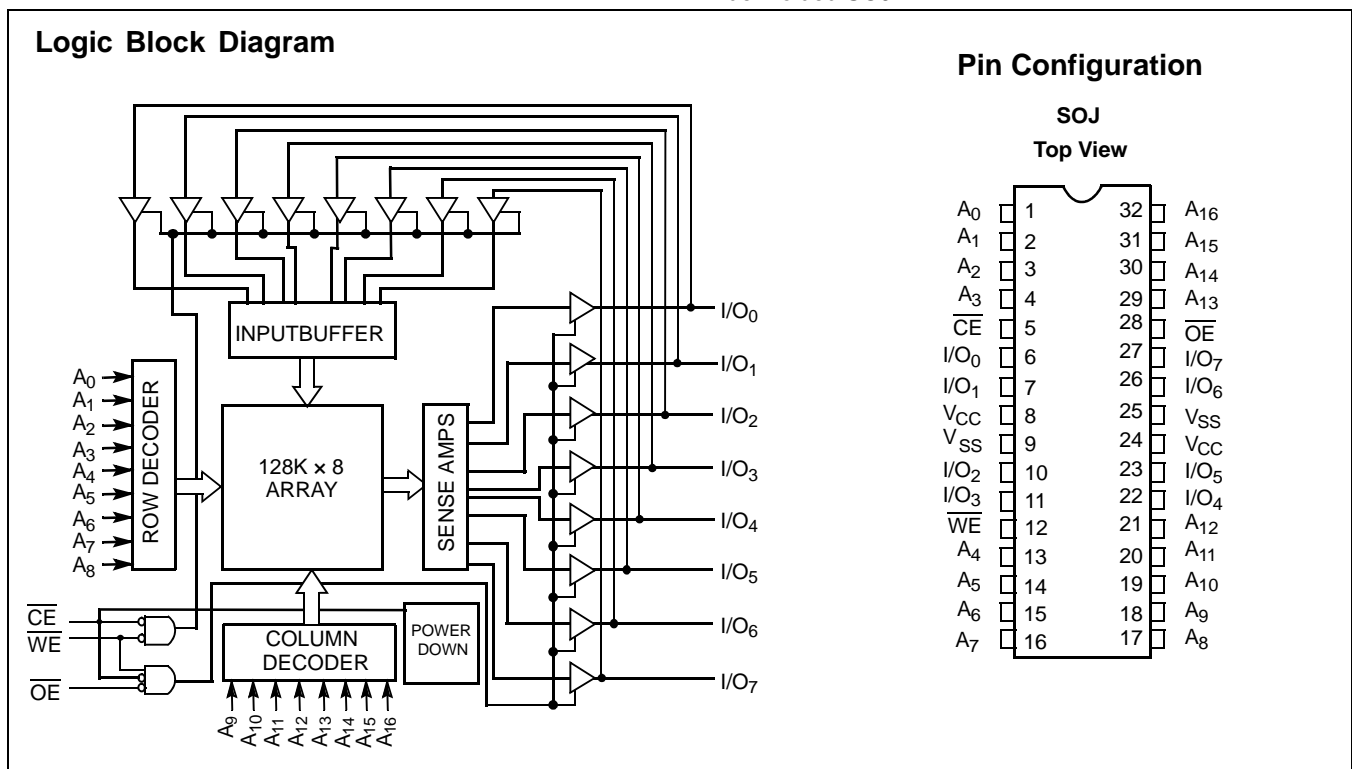 Logic Block Diagram
INPUTBUFFER
A0
A1
A2
A3
A4
A5
A6
A7
A8
ROW DECODER
128K × 8
ARRAY
SENSE AMPS
I/O0
I/O1
I/O2
I/O3
I/O4
I/O5
I/O6
I/O7
CE
WE
OE
COLUMN
DECODER
POWER
DOWN
A9
A10
A11
A12
A13
A14
A15
A16
Pin Configuration
SOJ
Top View
A0 1 32 A16
A1 2 31 A15
A2 3 30 A14
A3 4 29 A13
CE 5 28 OE
I/O0 6 27 I/O7
I/O1 7 26 I/O6
VCC 8 25 VSS
VSS 9 24 VCC
I/O2 10 23 I/O5
I/O3 11 22 I/O4
WE 12 21 A12
A4 13 20 A11
A5 14 19 A10
A6 15 18 A9
A7 16 17 A8